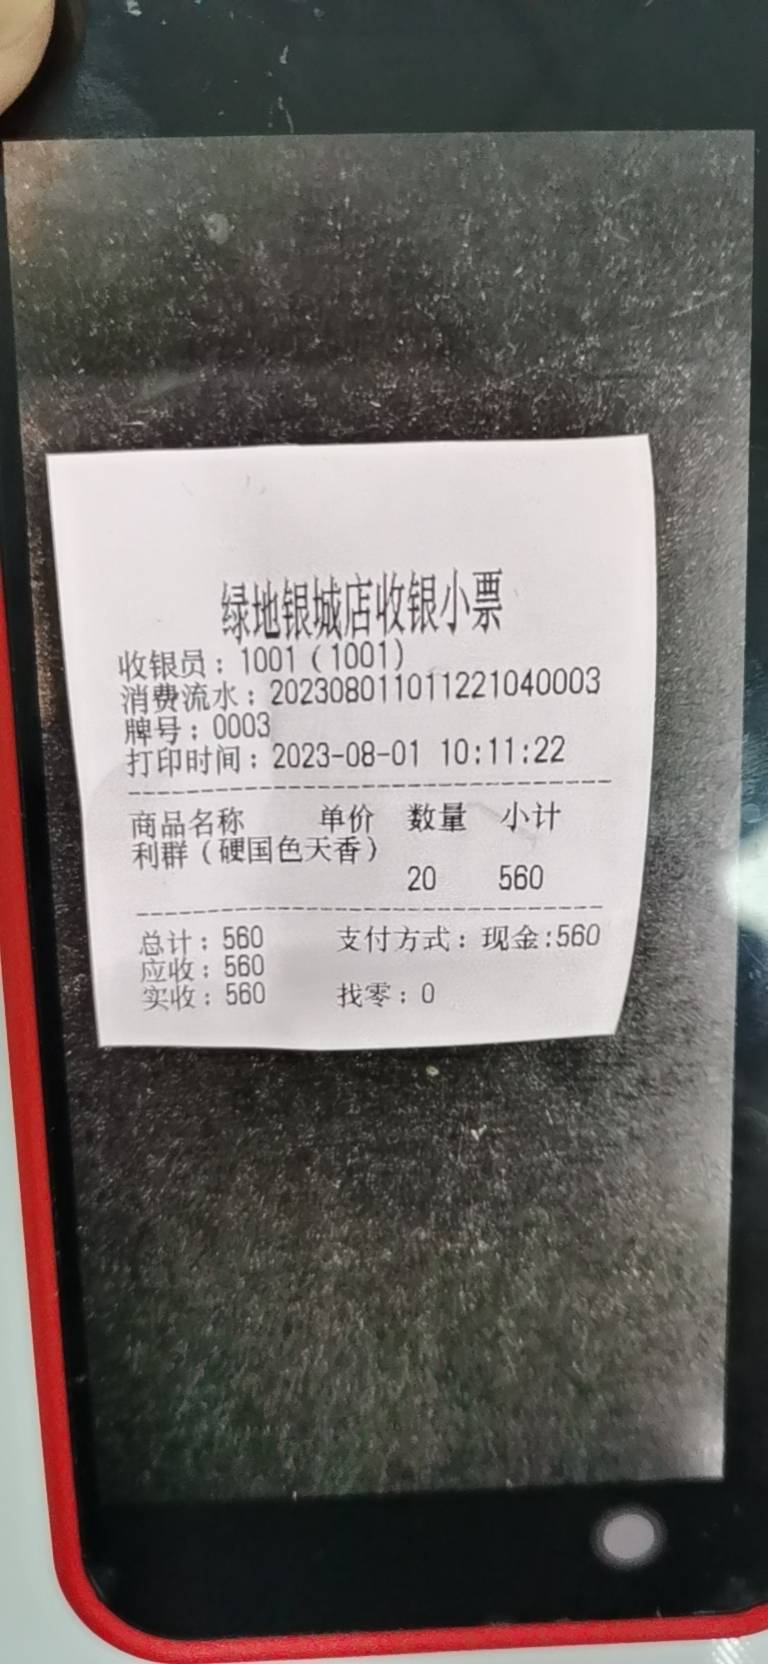 绿地银城店收银小票
收银员：1001（1001）
消费流水：202308011011221040003
牌号：0003
打印时间：2023-08-01 10:11:22
商品名称 单价 数量 小计
利群（硬国色天香）
20 560
总计：560 支付方式：现金:560
应收：560
实收：560 找零：0